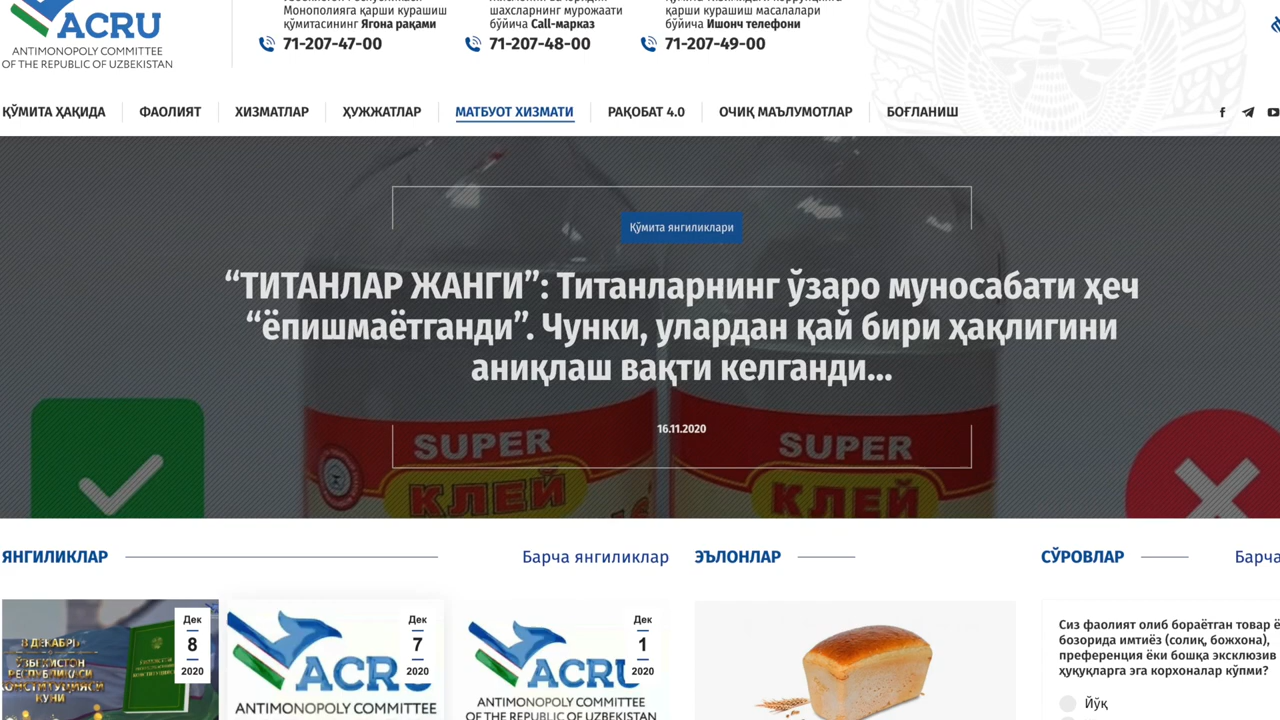 ACRU
ANTIMONOPOLY COMMITTEE
OF THE REPUBLIC OF UZBEKISTAN
Монополияга қарши курашиш
қўмитасининг Ягона рақами
71-207-47-00
шахсларнинг мурожаати
бўйича Call-марказ
71-207-48-00
қарши курашиш масалалари
бўйича Ишонч телефони
71-207-49-00
ҚЎМИТА ҲАҚИДА
ФАОЛИЯТ
ХИЗМАТЛАР
ҲУЖЖАТЛАР
МАТБУОТ ХИЗМАТИ
РАҚОБАТ 4.0
ОЧИҚ МАЪЛУМОТЛАР
БОҒЛАНИШ
Қўмита янгиликлари
“ТИТАНЛАР ЖАНГИ”: Титанларнинг ўзаро муносабати ҳеч
“ёпишмаётганди”. Чунки, улардан қай бири ҳақлигини
аниқлаш вақти келганди...
16.11.2020
SUPER
КЛЕЙ
SUPER
КЛЕЙ
ЯНГИЛИКЛАР
Барча янгиликлар
ЭЪЛОНЛАР
СЎРОВЛАР
Барча
8 ДЕКАБРЬ
ЎЗБЕКИСТОН
РЕСПУБЛИКАСИ
КОНСТИТУЦИЯСИ
КУНИ
Дек
8
2020
ACRU
ANTIMONOPOLY COMMITTEE
Дек
7
2020
ACRU
ANTIMONOPOLY COMMITTEE
OF THE REPUBLIC OF UZBEKISTAN
Дек
1
2020
Сиз фаолият олиб бораётган товар ё
бозорида имтиёз (солиқ, божхона),
преференция ёки бошқа эксклюзив
ҳуқуқларга эга корхоналар кўпми?
Йўқ